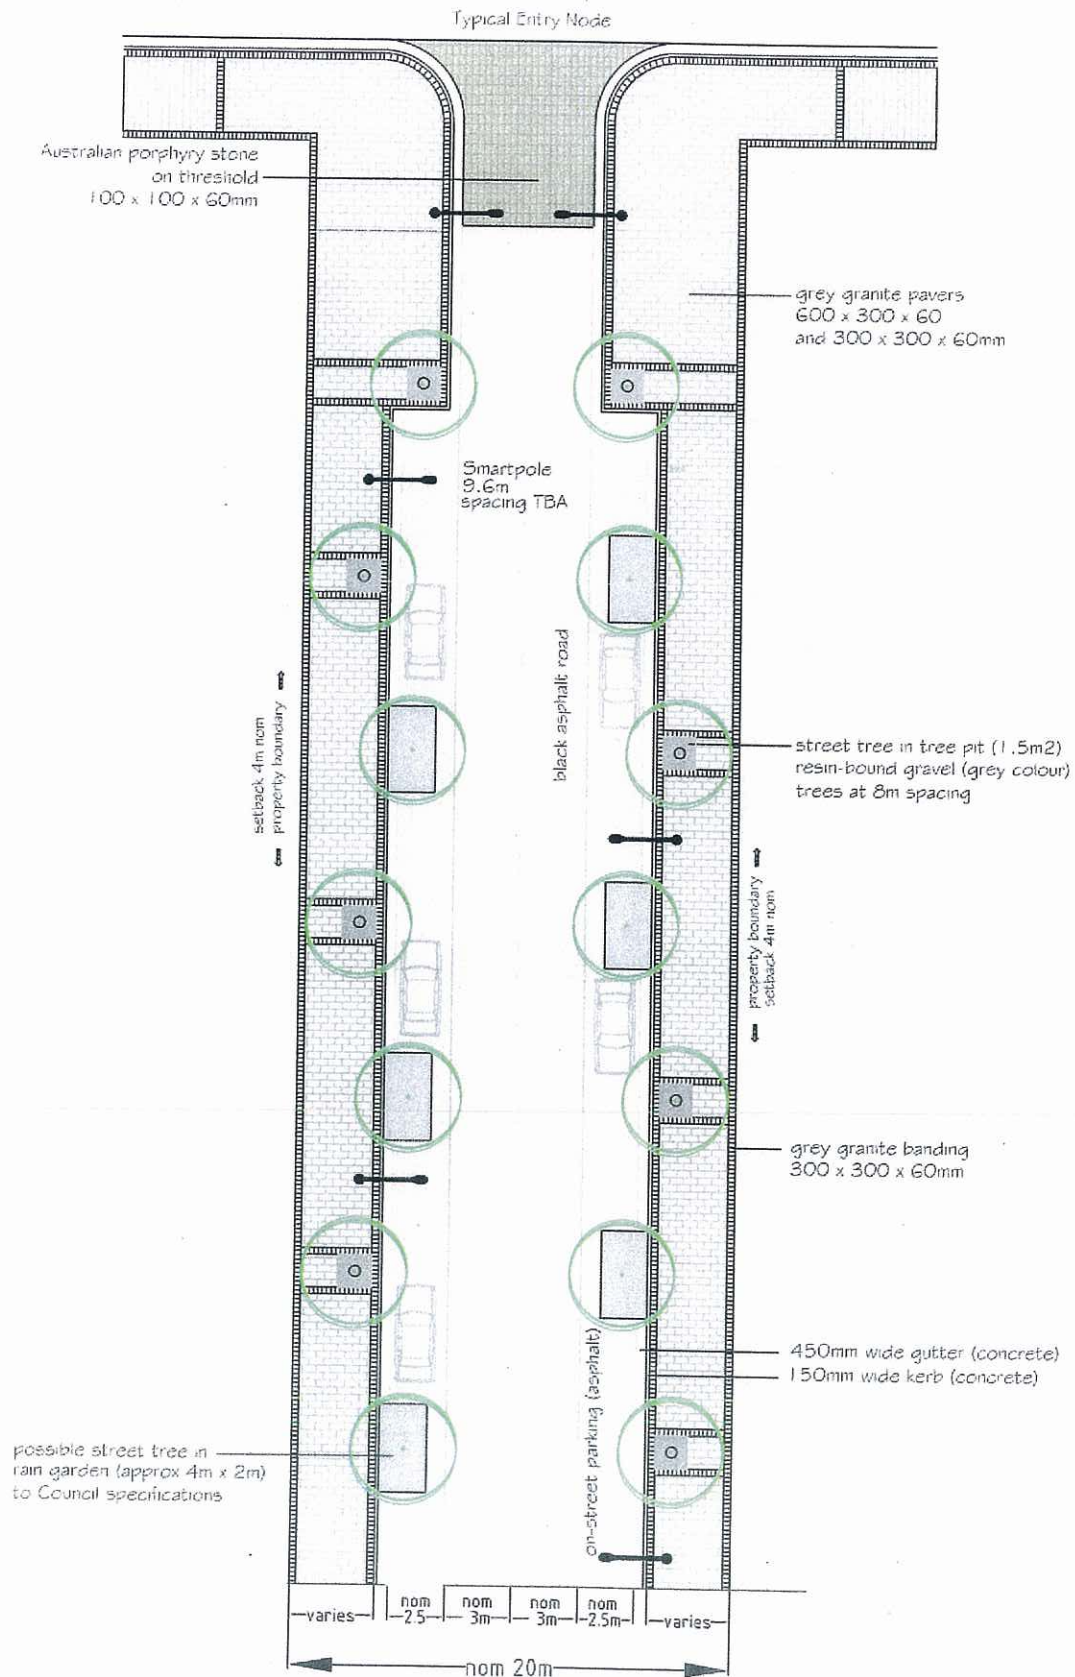 Typical Entry Node
Australian porphyry stone
on threshold
100 x 100 x 60mm
grey granite pavers
600 x 300 x 60
and 300 x 300 x 60mm
Smartpole
9.6m
spacing TBA
black asphalt road
setback 4m nom
property boundary
street tree in tree pit (1.5m2)
resin-bound gravel (grey colour)
trees at 8m spacing
property boundary
setback 4m nom
grey granite banding
300 x 300 x 60mm
450mm wide gutter (concrete)
150mm wide kerb (concrete)
on-street parking (asphalt)
possible street tree in
rain garden (approx 4m x 2m)
to Council specifications
varies
nom
2.5
nom
3m
nom
3m
nom
2.5m
varies
nom 20m